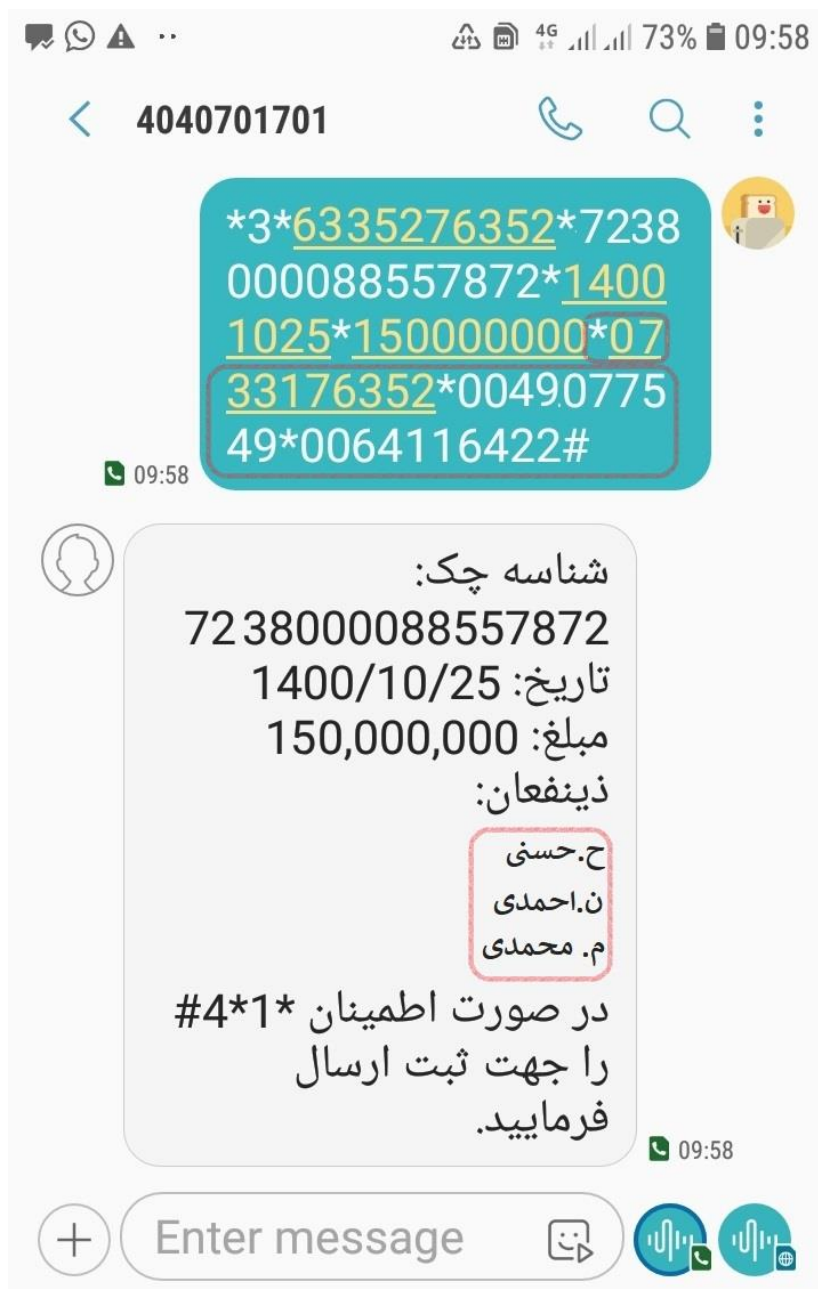 4G 73% 09:58
4040701701
*3*6335276352*7238
000088557872*1400
1025*150000000*07
33176352*00490775
49*0064116422#
09:58
شناسه چک:
7238000088557872
تاریخ: 1400/10/25
مبلغ: 150,000,000
ذینفعان:
ح.حسنی
ن.احمدی
م. محمدی
در صورت اطمینان *1*4#
را جهت ثبت ارسال
فرمایید.
09:58
Enter message